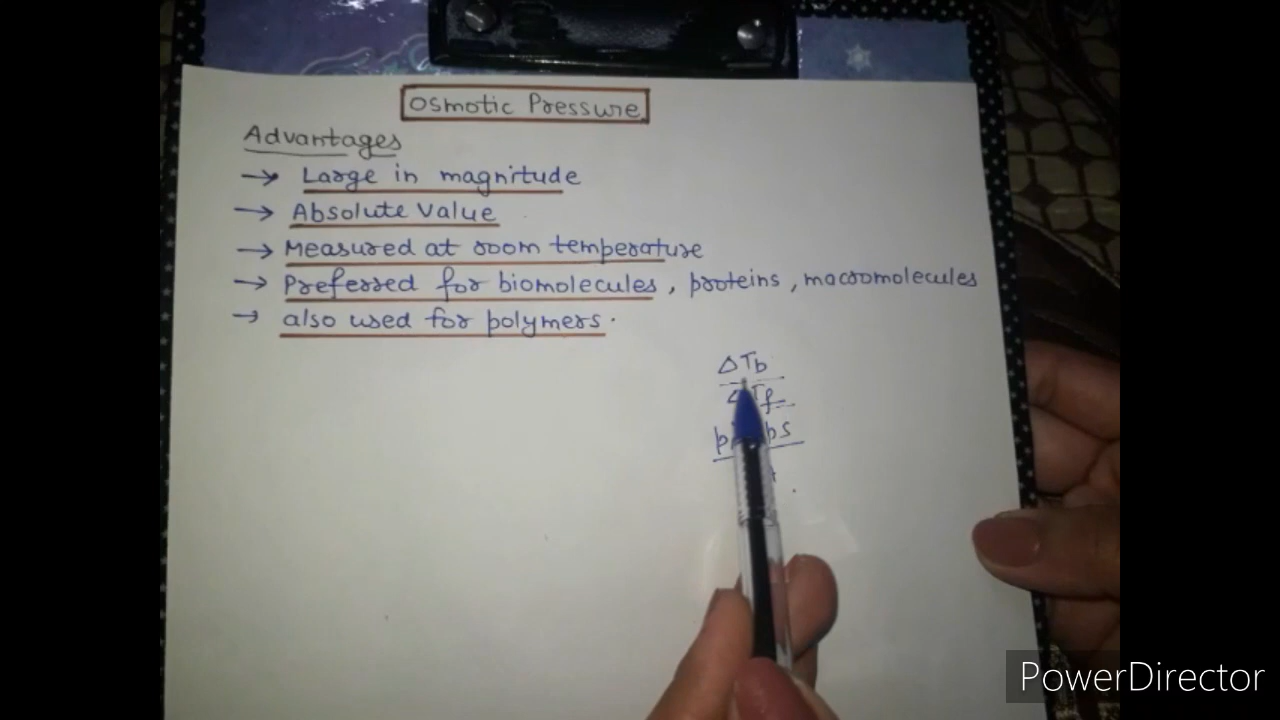 Osmotic Pressure
Advantages
→ Large in magnitude
→ Absolute Value
→ Measured at room temperature
→ Preferred for biomolecules, proteins, macromolecules
→ also used for polymers.
ΔTb
Tf
PowerDirector